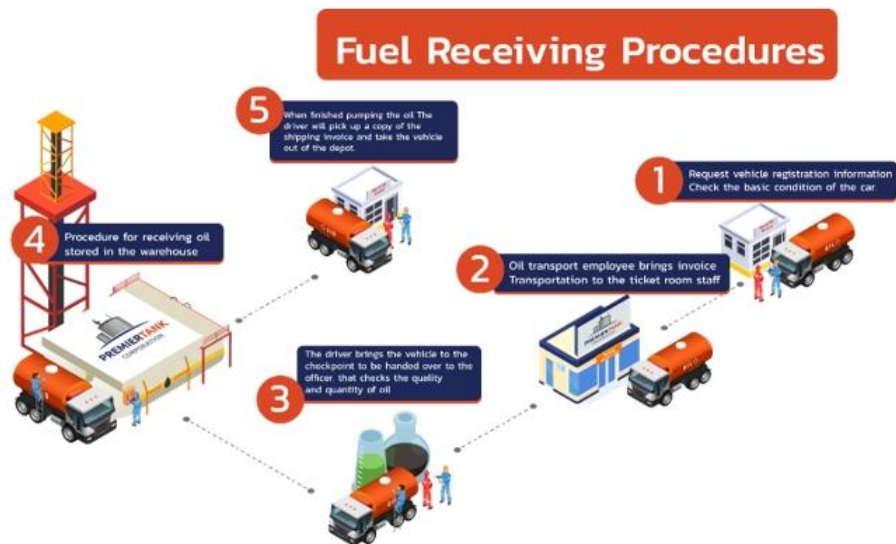 Fuel Receiving Procedures
5
When finished pumping the oil The
driver will pick up a copy of the
shipping invoice and take the vehicle
out of the depot.
1
Request vehicle registration information
Check the basic condition of the car.
4
Procedure for receiving oil
stored in the warehouse
2
Oil transport employee brings invoice
Transportation to the ticket room staff
PREMIERTANK
CORPORATION
3
The driver brings the vehicle to the
checkpoint to be handed over to the
officer. that checks the quality
and quantity of oil